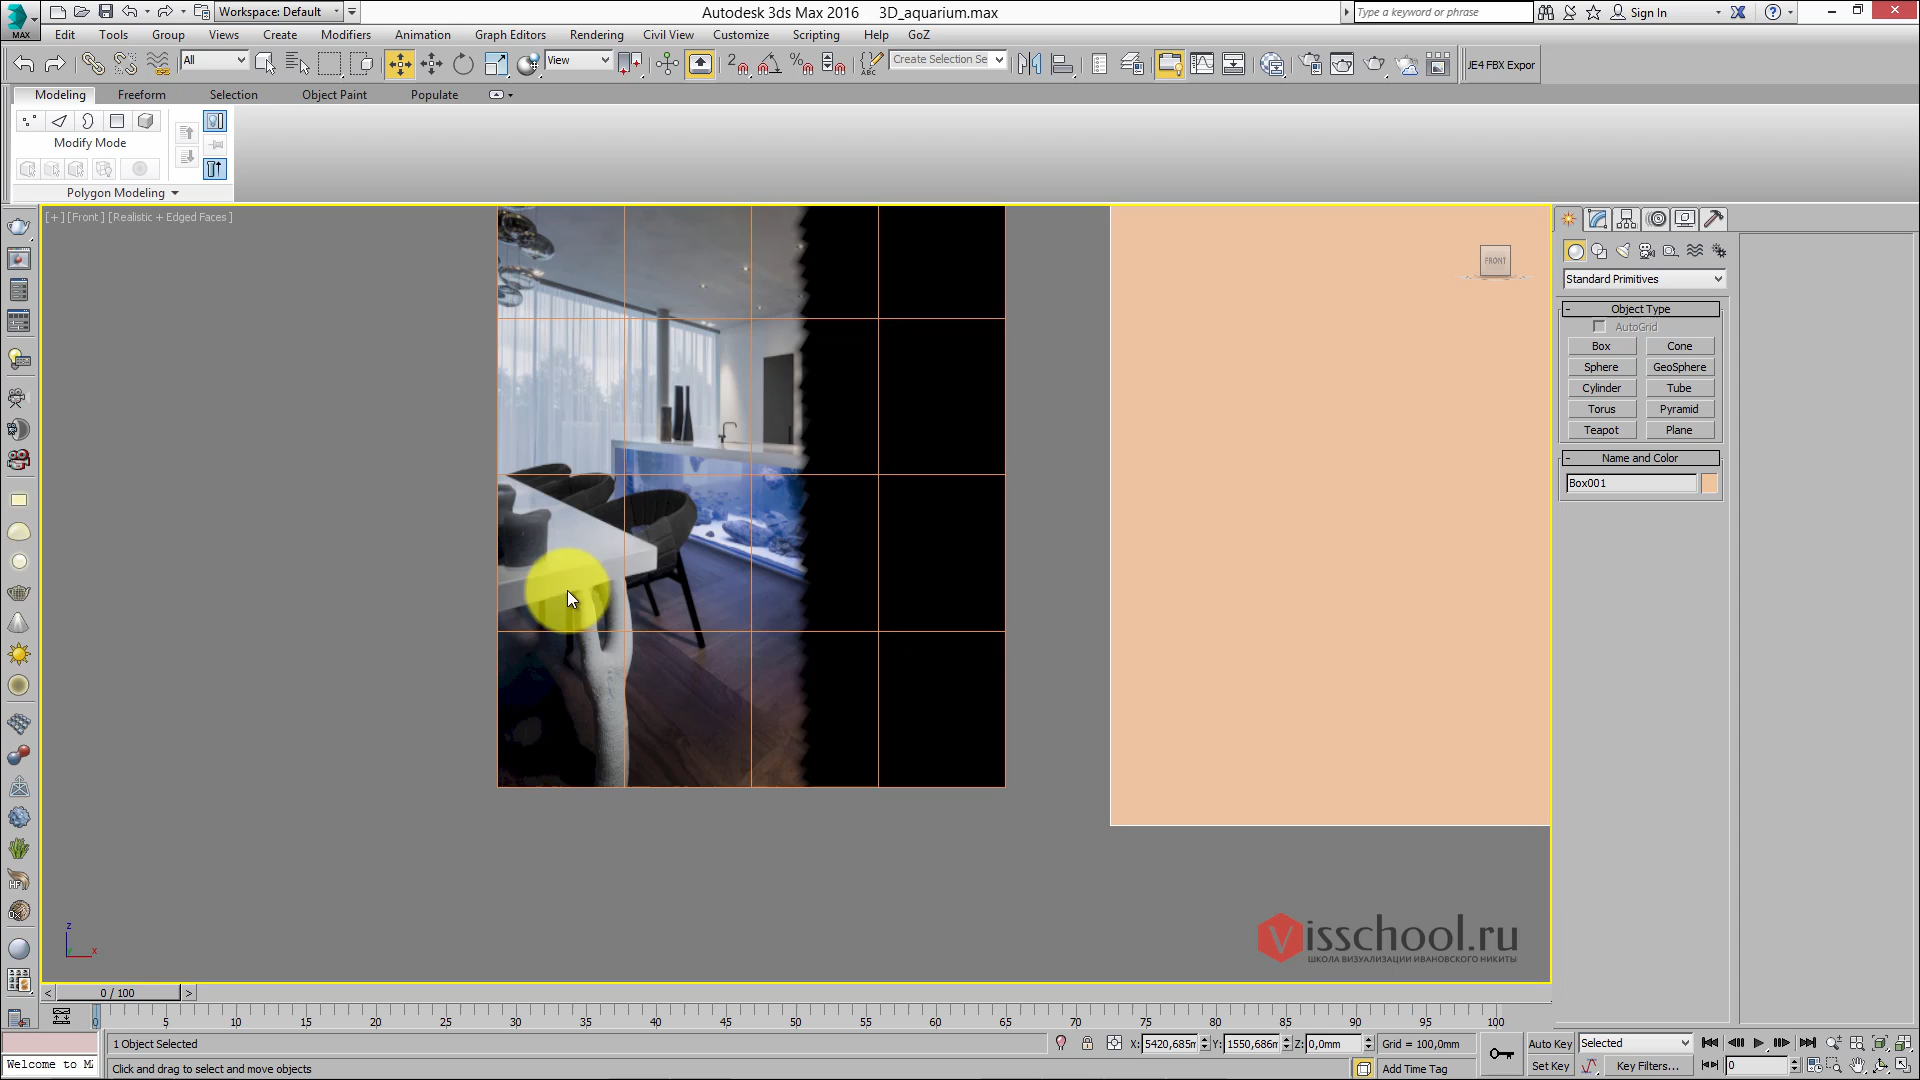 Workspace: Default
Autodesk 3ds Max 2016 3D_aquarium.max
Type a keyword or phrase
Sign In
MAX
Edit Tools Group Views Create Modifiers Animation Graph Editors Rendering Civil View Customize Scripting Help GoZ
All
View
Create Selection Se
JE4 FBX Expor
Modeling Freeform Selection Object Paint Populate
Modify Mode
Polygon Modeling
[+] [Front ] [Realistic + Edged Faces ]
FRONT
Standard Primitives
Object Type
AutoGrid
Box Cone
Sphere GeoSphere
Cylinder Tube
Torus Pyramid
Teapot Plane
Name and Color
Box001
z
x
Visschool.ru
ШКОЛА ВИЗУАЛИЗАЦИИ ИВАНОВСКОГО НИКИТЫ
< 0 / 100 >
0 5 10 15 20 25 30 35 40 45 50 55 60 65 70 75 80 85 90 95 100
1 Object Selected
X: 5420,685m Y: 1550,686m Z: 0,0mm Grid = 100,0mm
Auto Key Selected
Welcome to M
Click and drag to select and move objects
Add Time Tag
Set Key Key Filters...
0